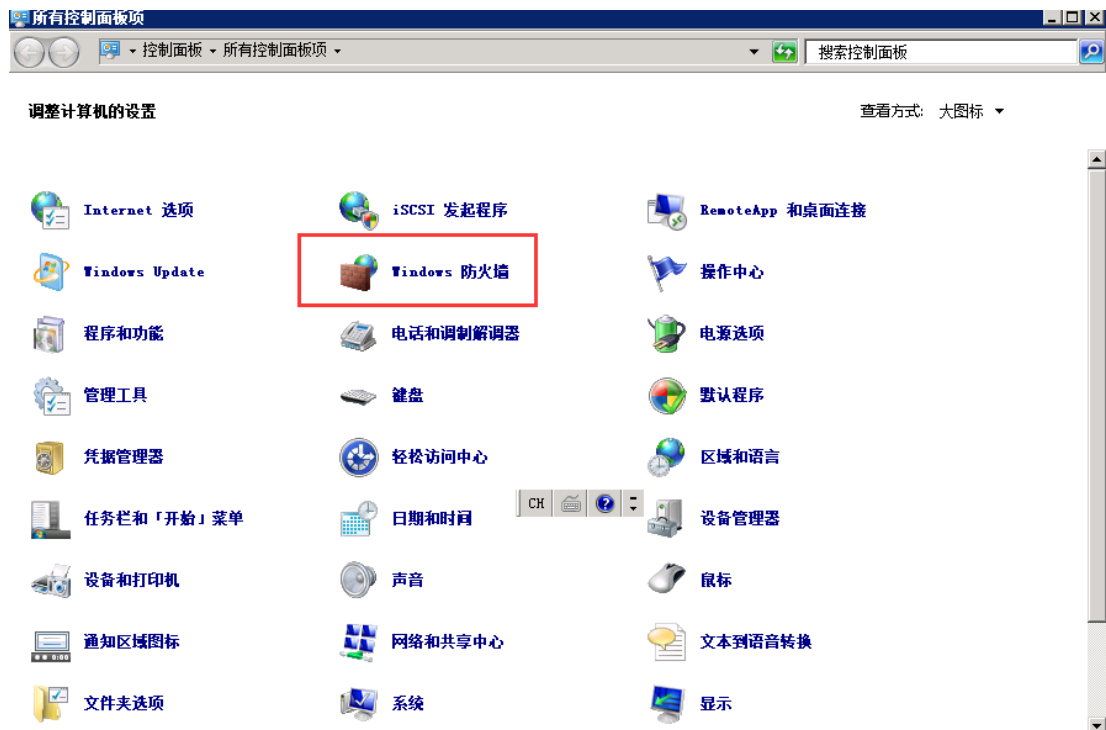 所有控制面板项
控制面板 所有控制面板项
搜索控制面板
调整计算机的设置
查看方式: 大图标
Internet 选项
iSCSI 发起程序
RemoteApp 和桌面连接
Windows Update
Windows 防火墙
操作中心
程序和功能
电话和调制解调器
电源选项
管理工具
键盘
默认程序
凭据管理器
轻松访问中心
区域和语言
任务栏和「开始」菜单
日期和时间
CH
设备管理器
设备和打印机
声音
鼠标
通知区域图标
网络和共享中心
文本到语音转换
文件夹选项
系统
显示